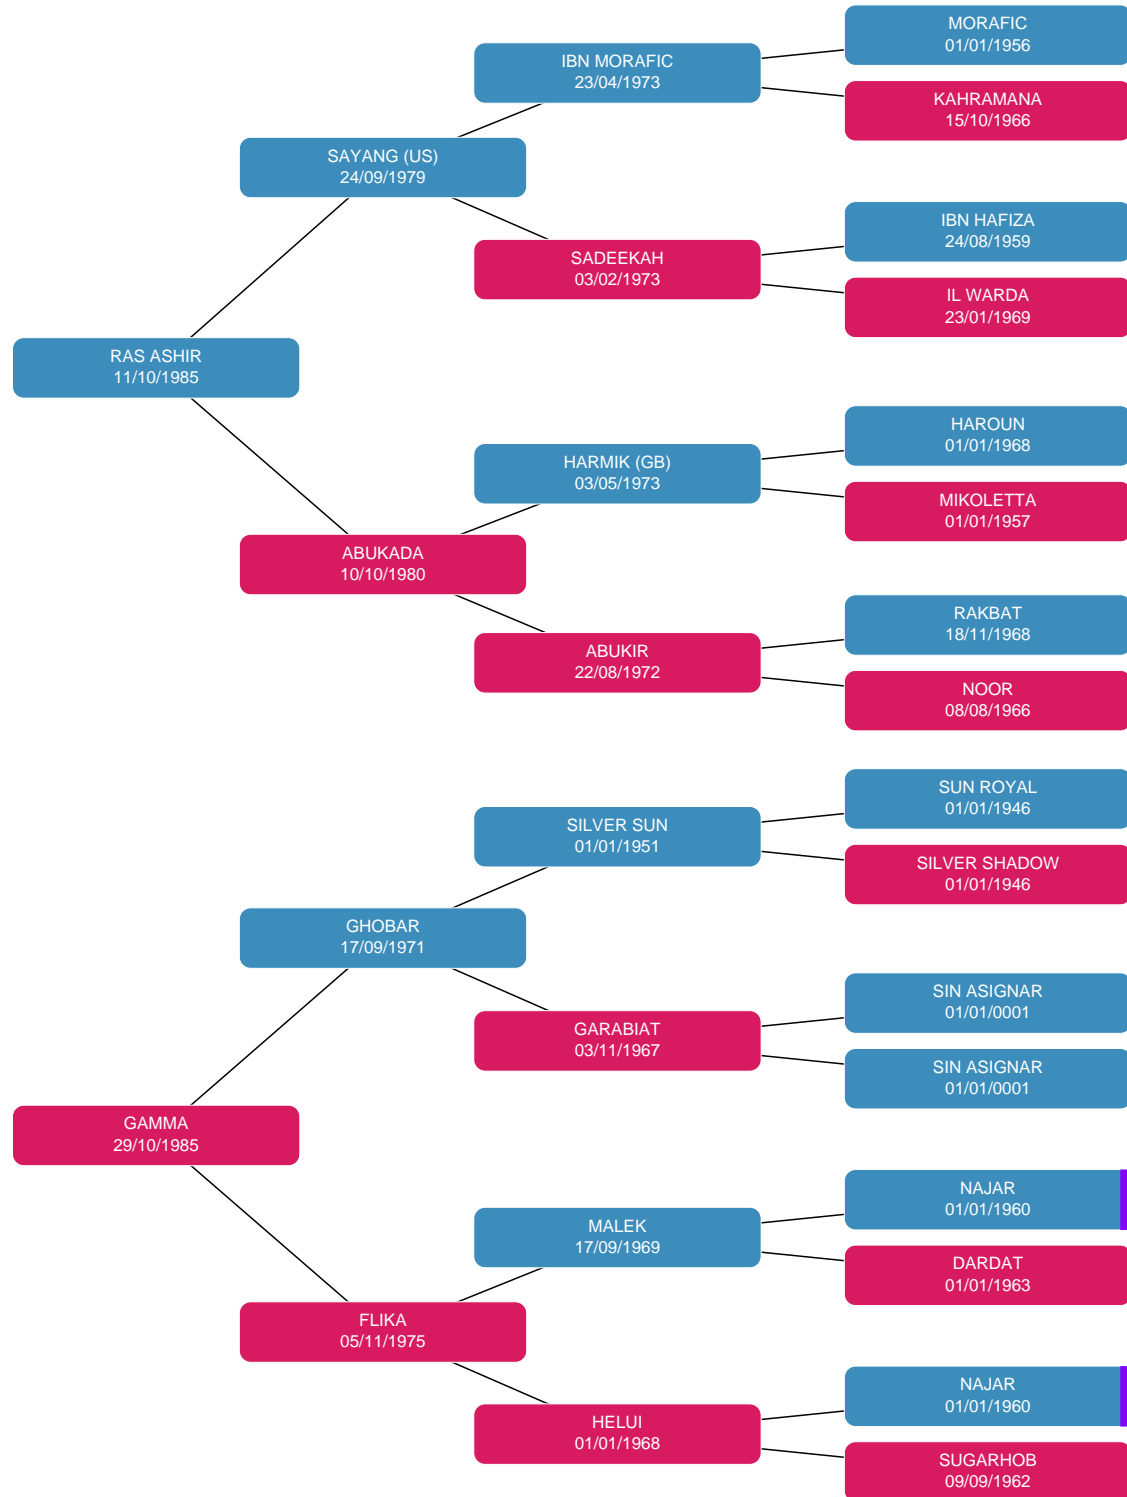 MORAFIC
01/01/1956
IBN MORAFIC
23/04/1973
KAHRAMANA
15/10/1966
SAYANG (US)
24/09/1979
IBN HAFIZA
24/08/1959
SADEEKAH
03/02/1973
IL WARDA
23/01/1969
RAS ASHIR
11/10/1985
HAROUN
01/01/1968
HARMIK (GB)
03/05/1973
MIKOLETTA
01/01/1957
ABUKADA
10/10/1980
RAKBAT
18/11/1968
ABUKIR
22/08/1972
NOOR
08/08/1966
SUN ROYAL
01/01/1946
SILVER SUN
01/01/1951
SILVER SHADOW
01/01/1946
GHOBAR
17/09/1971
SIN ASIGNAR
01/01/0001
GARABIAT
03/11/1967
SIN ASIGNAR
01/01/0001
GAMMA
29/10/1985
NAJAR
01/01/1960
MALEK
17/09/1969
DARDAT
01/01/1963
FLIKA
05/11/1975
NAJAR
01/01/1960
HELUI
01/01/1968
SUGARHOB
09/09/1962